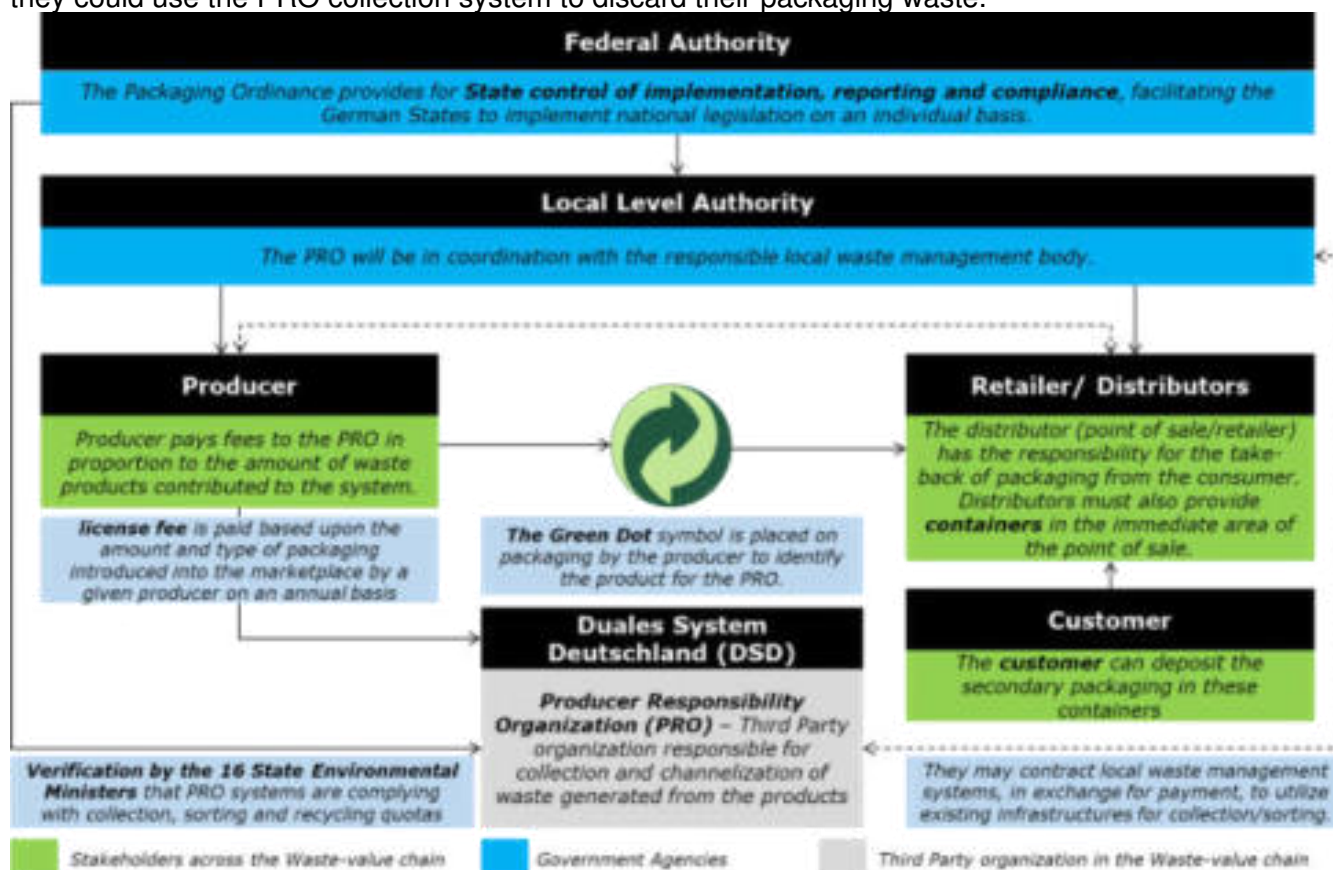 they could use the PRO collection system to discard their packaging waste.
Federal Authority
The Packaging Ordinance provides for State control of implementation, reporting and compliance, facilitating the
German States to implement national legislation on an individual basis.
Local Level Authority
The PRO will be in coordination with the responsible local waste management body.
Producer
Producer pays fees to the PRO in
proportion to the amount of waste
products contributed to the system.
license fee is paid based upon the
amount and type of packaging
introduced into the marketplace by a
given producer on an annual basis
The Green Dot symbol is placed on
packaging by the producer to identify
the product for the PRO.
Retailer/ Distributors
The distributor (point of sale/retailer)
has the responsibility for the take-
back of packaging from the consumer.
Distributors must also provide
containers in the immediate area of
the point of sale.
Duales System
Deutschland (DSD)
Producer Responsibility
Organization (PRO) – Third Party
organization responsible for
collection and channelization of
waste generated from the products
Customer
The customer can deposit the
secondary packaging in these
containers
Verification by the 16 State Environmental
Ministers that PRO systems are complying
with collection, sorting and recycling quotas
They may contract local waste management
systems, in exchange for payment, to utilize
existing infrastructures for collection/sorting.
Stakeholders across the Waste-value chain
Government Agencies
Third Party organization in the Waste-value chain